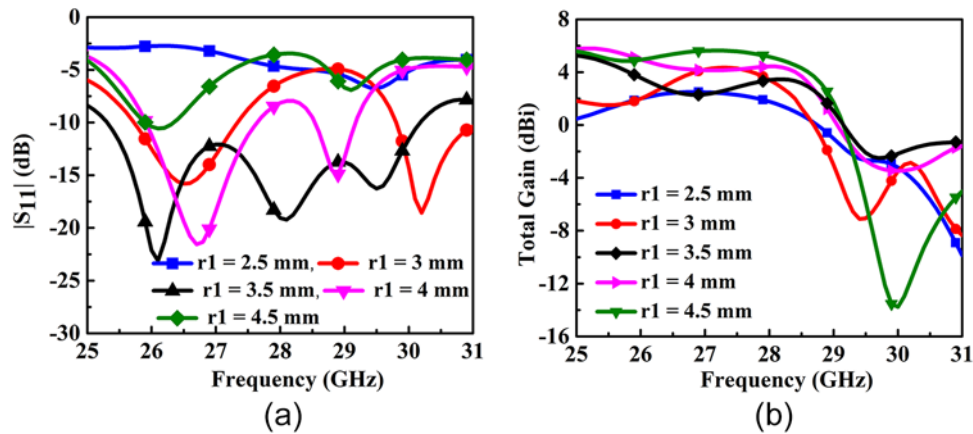 0
-5
-10
-15
-20
-25
-30
|S11| (dB)
r1 = 2.5 mm, r1 = 3 mm
r1 = 3.5 mm, r1 = 4 mm
r1 = 4.5 mm
25 26 27 28 29 30 31
Frequency (GHz)
(a)
8
4
0
-4
-8
-12
-16
Total Gain (dBi)
r1 = 2.5 mm
r1 = 3 mm
r1 = 3.5 mm
r1 = 4 mm
r1 = 4.5 mm
25 26 27 28 29 30 31
Frequency (GHz)
(b)